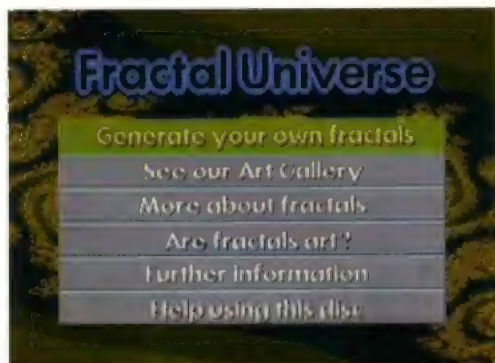 Fractal Universe
Generate your own fractals
See our Art Gallery
More about fractals
Are fractals art?
Further information
Help using this disc